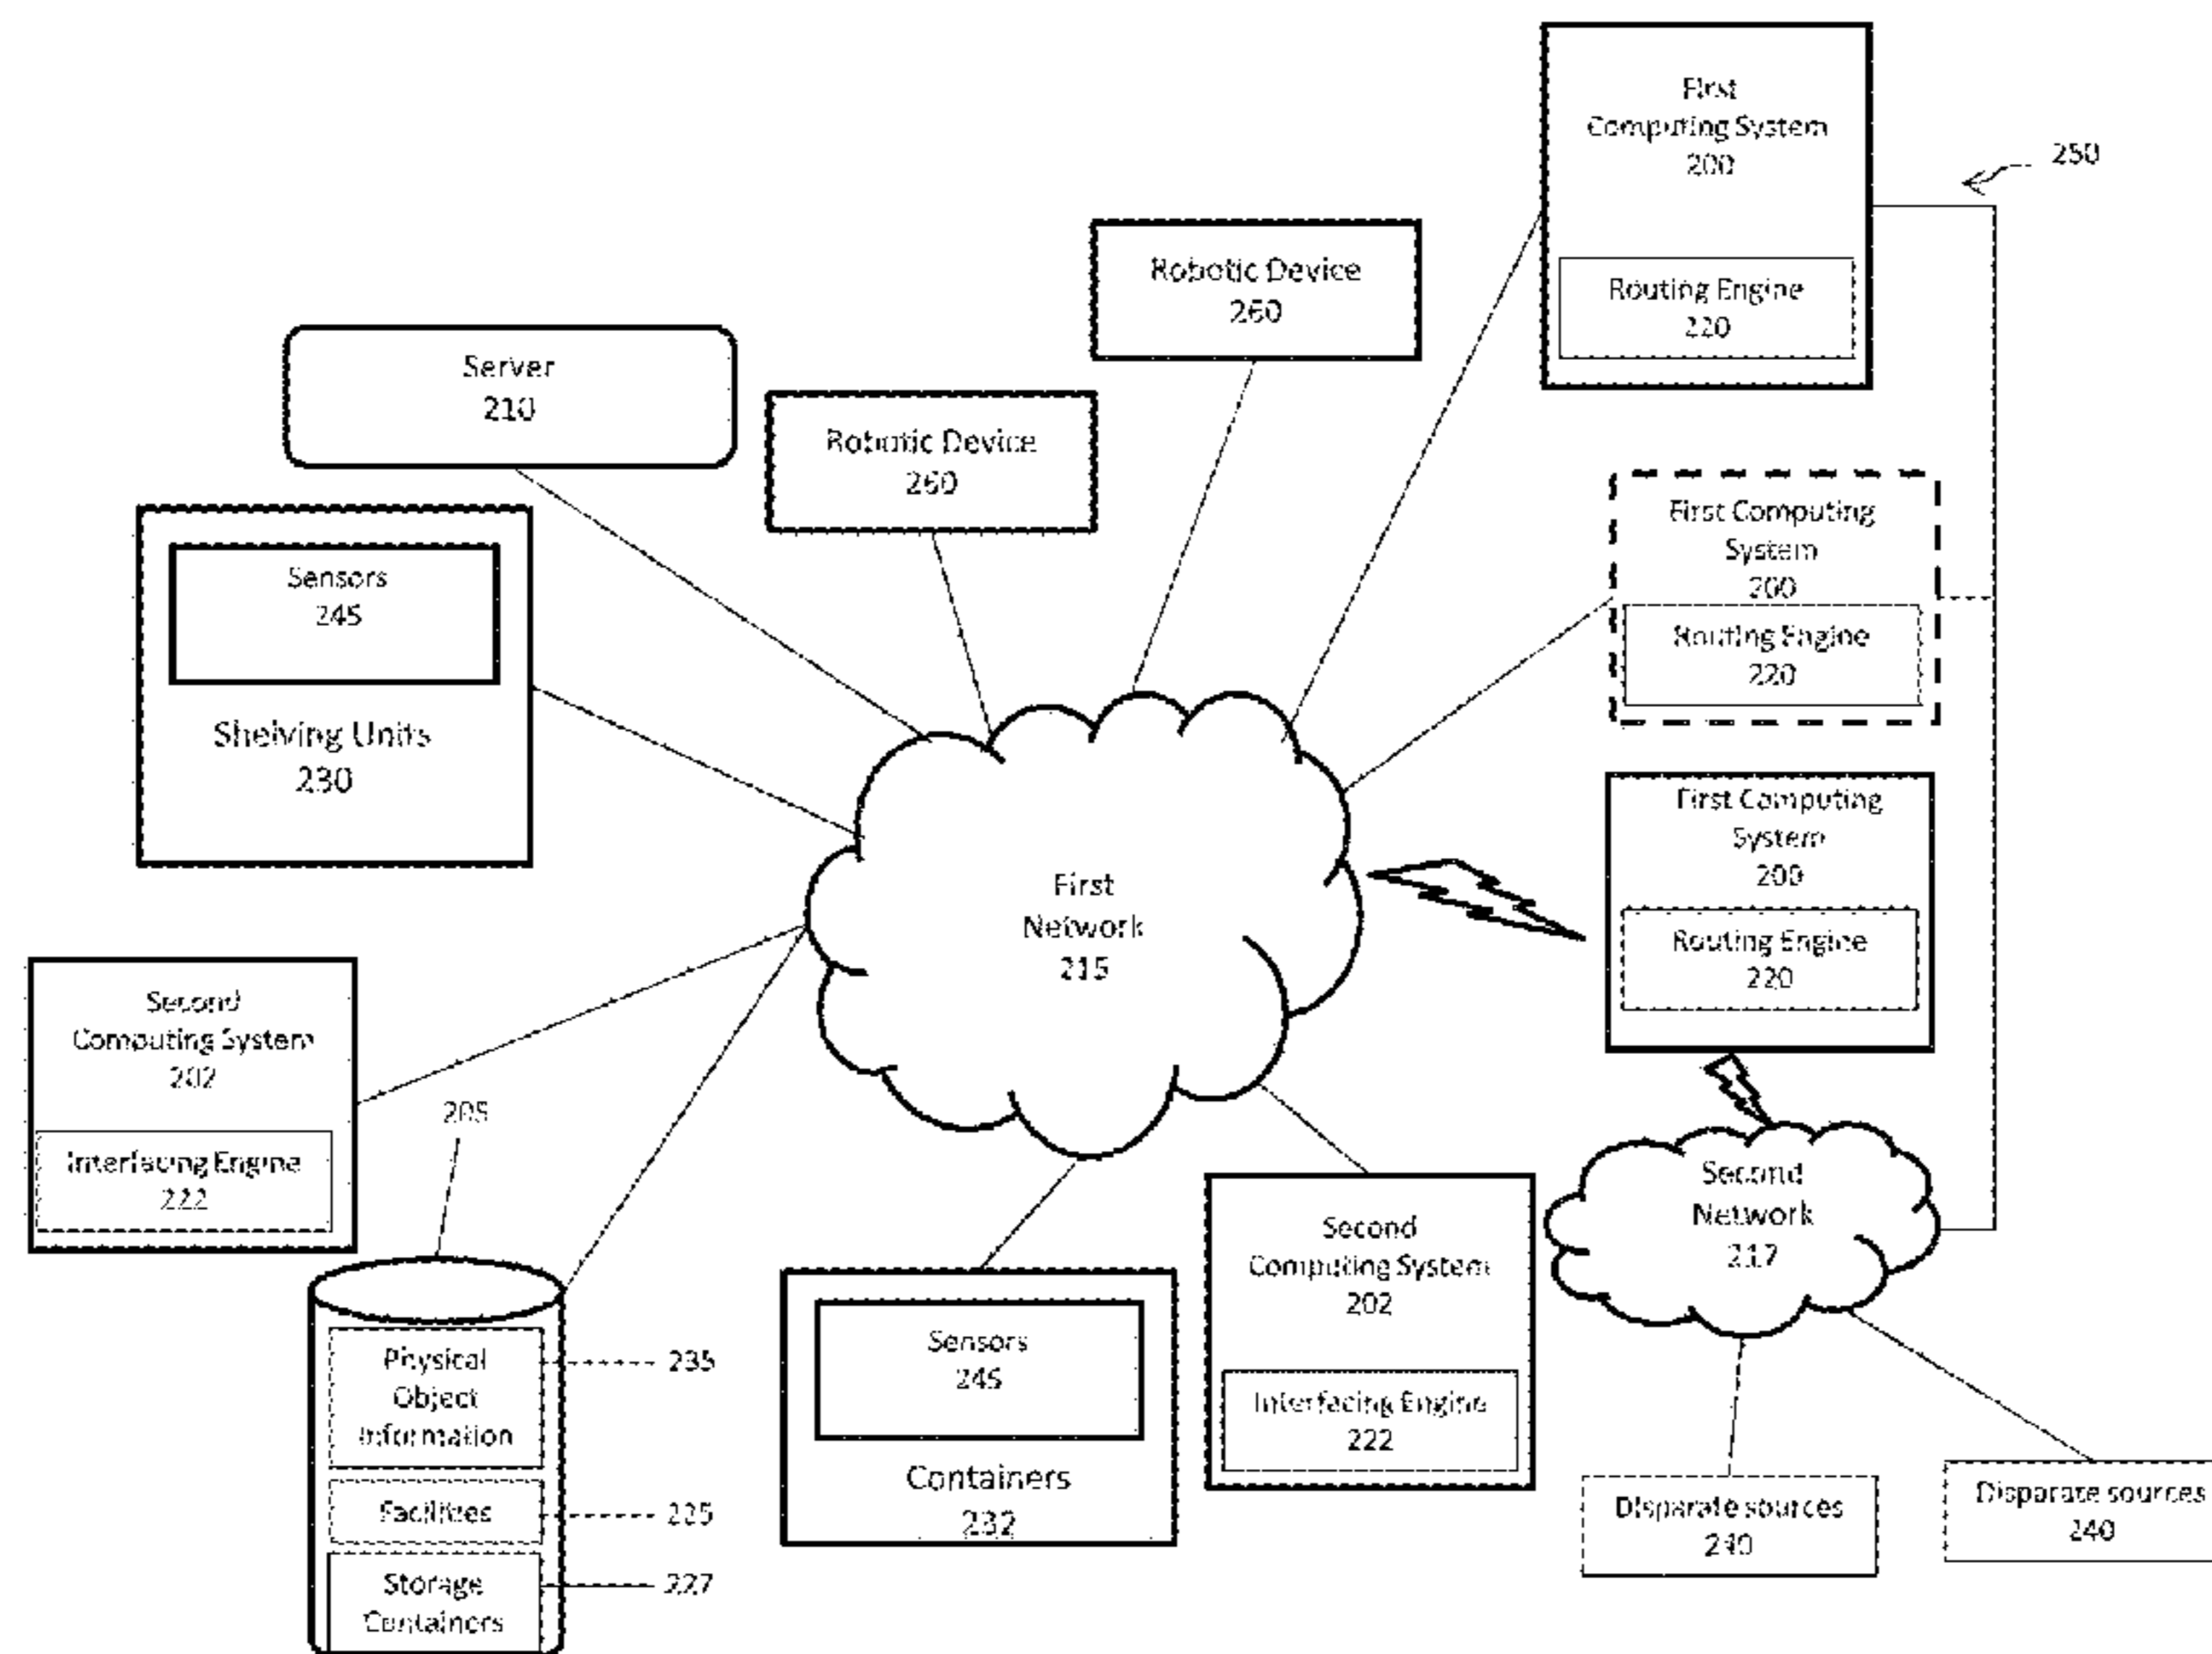 First
Computing System
200
Routing Engine
220
250
Robotic Device
260
Server
210
Robotic Device
260
First Computing
System
200
Routing Engine
220
Sensors
245
Shelving Units
230
First Computing
System
200
Routing Engine
220
First
Network
215
Second
Computing System
202
Interfacing Engine
222
205
Second
Network
217
Second
Computing System
202
Interfacing Engine
222
Sensors
245
Containers
232
Physical
Object
Information
235
Facilities
225
Storage
Containers
227
Disparate sources
240
Disparate sources
240